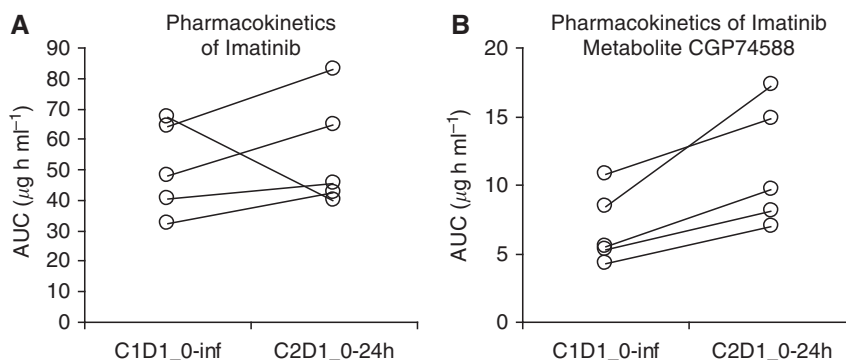 A
Pharmacokinetics
of Imatinib
AUC (μg h ml⁻¹)
90
80
70
60
50
40
30
20
10
0
C1D1_0-inf
C2D1_0-24h
B
Pharmacokinetics of Imatinib
Metabolite CGP74588
AUC (μg h ml⁻¹)
20
15
10
5
0
C1D1_0-inf
C2D1_0-24h